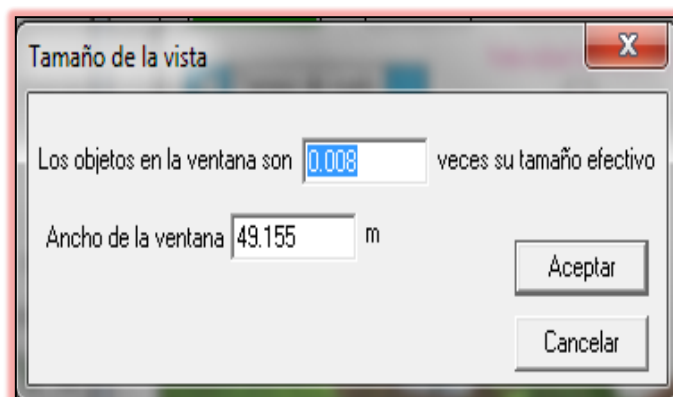 Tamaño de la vista
Los objetos en la ventana son 0.008 veces su tamaño efectivo
Ancho de la ventana 49.155 m
Aceptar
Cancelar